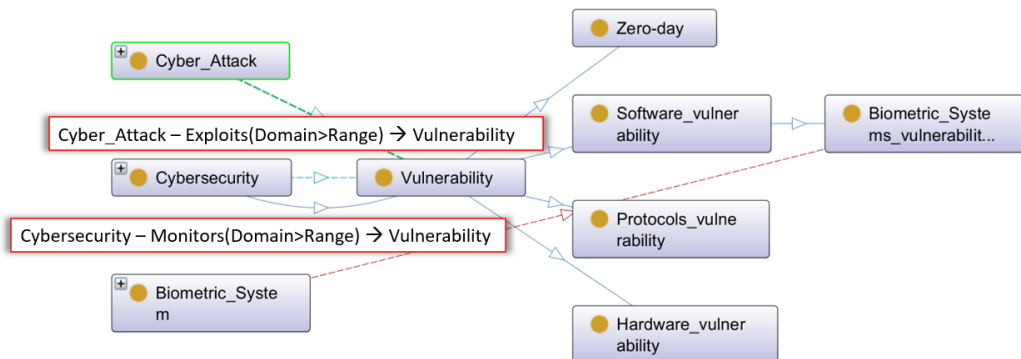 Zero-day
Cyber_Attack
Software_vulner
ability
Biometric_Syste
ms_vulnerabilit...
Cyber_Attack – Exploits(Domain>Range) → Vulnerability
Cybersecurity
Vulnerability
Protocols_vulne
rability
Cybersecurity – Monitors(Domain>Range) → Vulnerability
Biometric_Syste
m
Hardware_vulner
ability